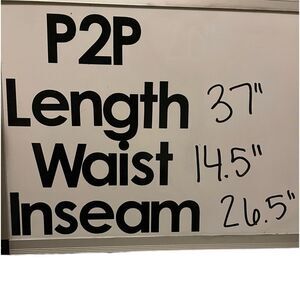 P2P
Length 37"
Waist 14.5"
Inseam 26.5"